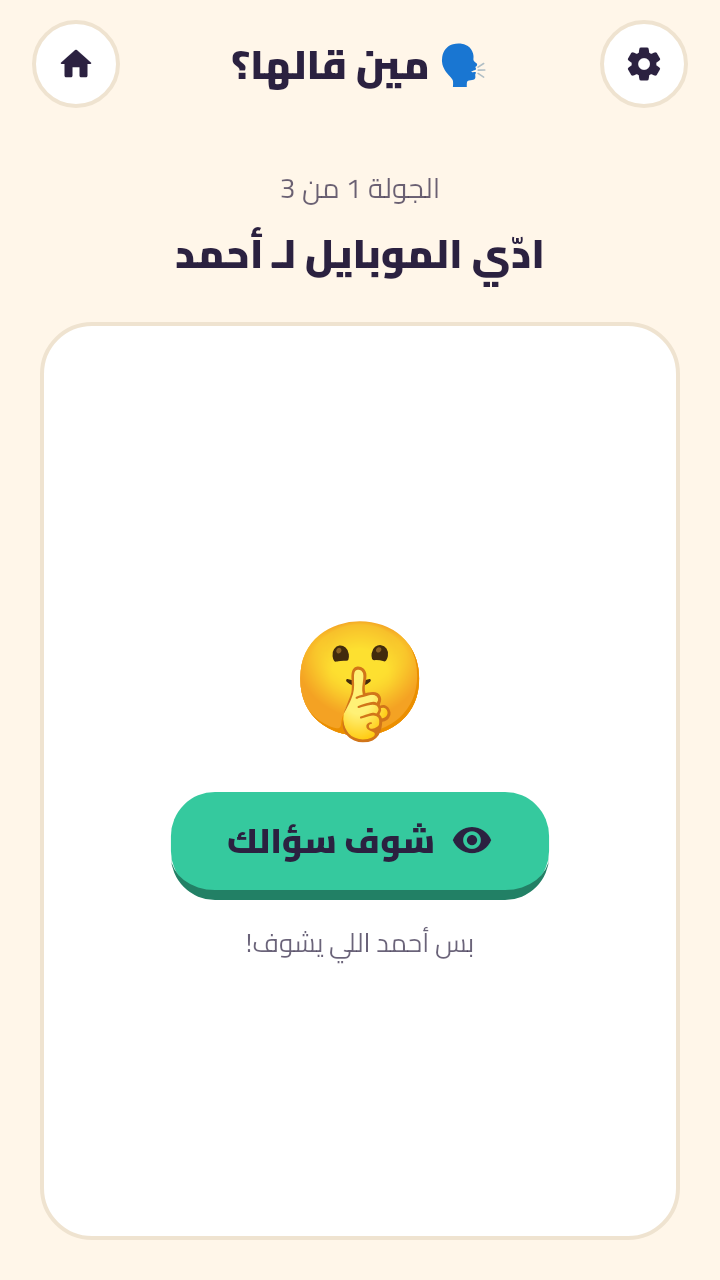 🗣️ مين قالها؟
الجولة 1 من 3
ادّي الموبايل لـ أحمد
شوف سؤالك
بس أحمد اللي يشوف!